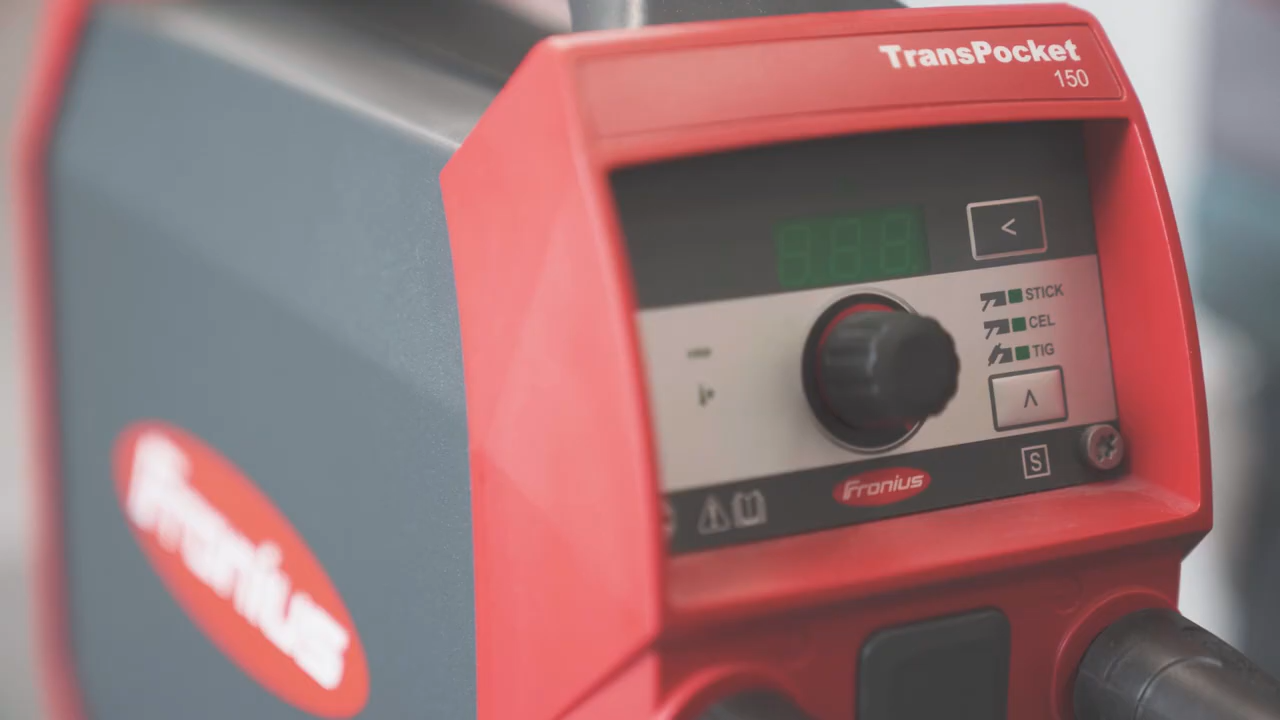 TransPocket
150
<
STICK
CEL
TIG
>
S
Fronius
Fronius